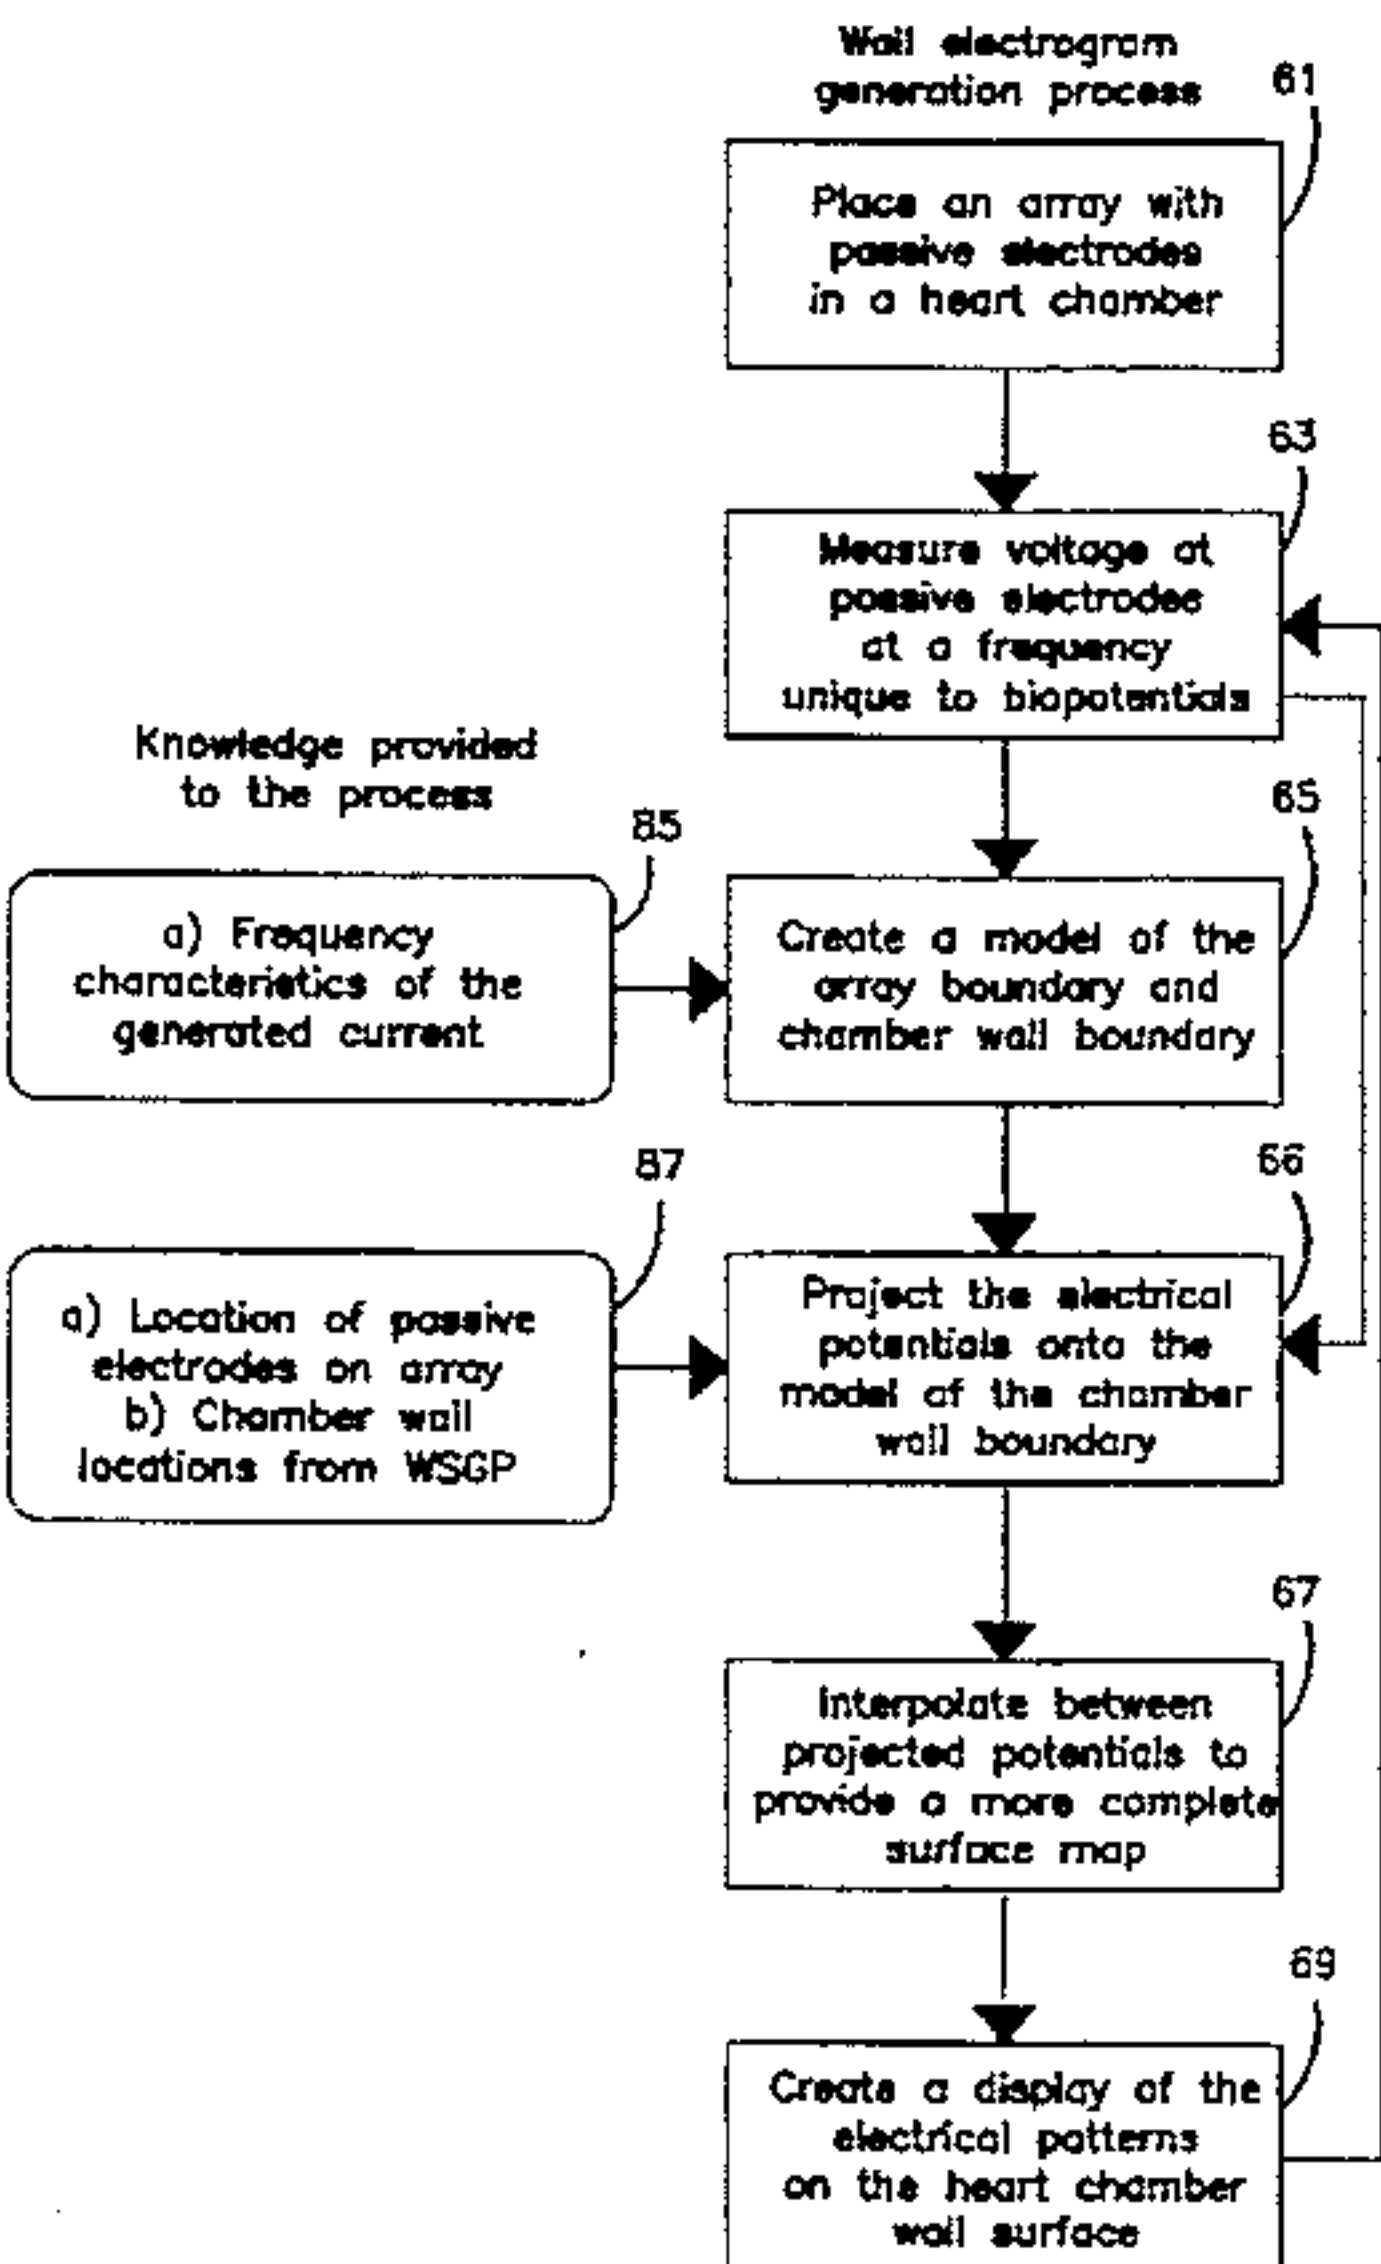 Wall electrogram
generation process
61
Place an array with
passive electrodes
in a heart chamber
63
Measure voltage at
passive electrodes
at a frequency
unique to biopotentials
Knowledge provided
to the process
85
a) Frequency
characteristics of the
generated current
65
Create a model of the
array boundary and
chamber wall boundary
87
a) Location of passive
electrodes on array
b) Chamber wall
locations from WSGP
66
Project the electrical
potentials onto the
model of the chamber
wall boundary
67
Interpolate between
projected potentials to
provide a more complete
surface map
69
Create a display of the
electrical patterns
on the heart chamber
wall surface